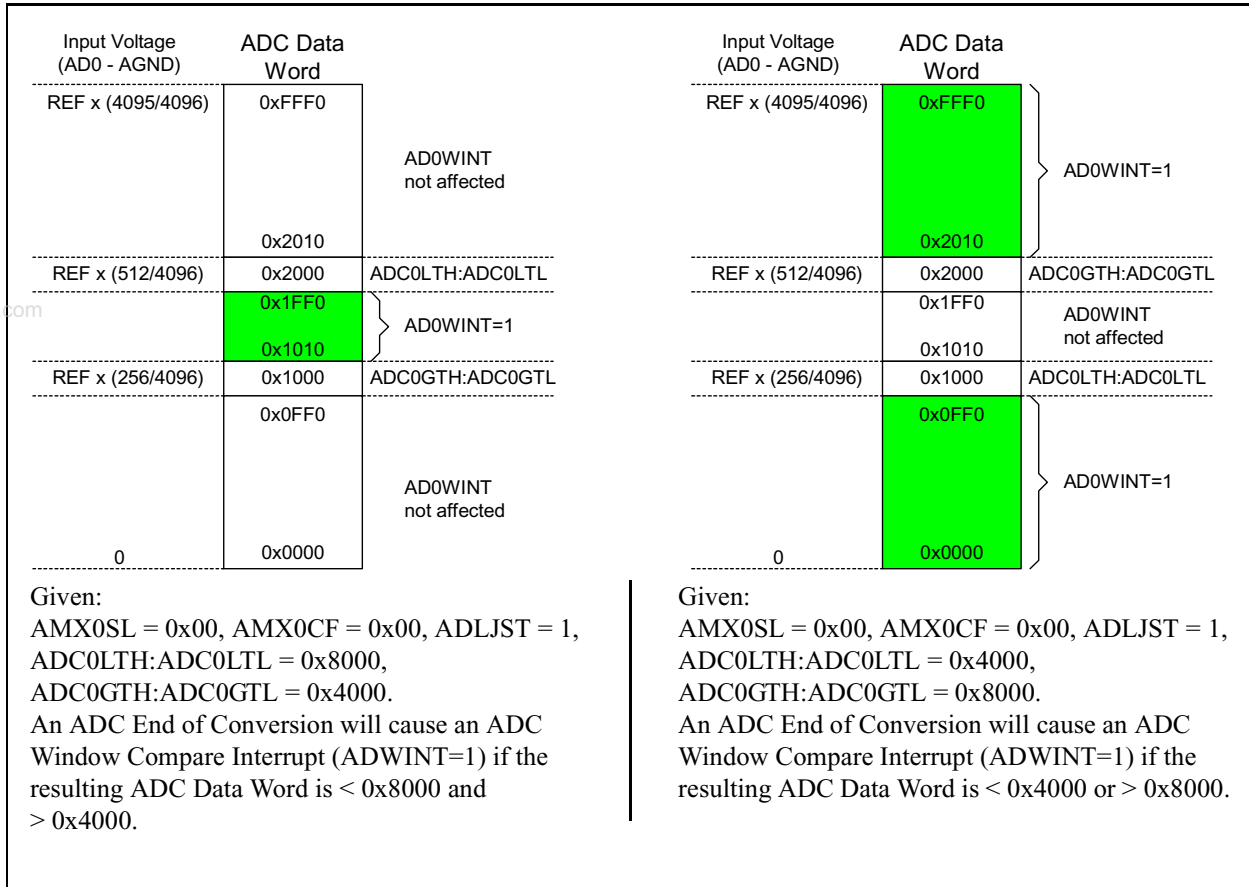 Input Voltage
(AD0 - AGND)
ADC Data
Word
REF x (4095/4096)
0xFFF0
AD0WINT
not affected
0x2010
REF x (512/4096)
0x2000
ADC0LTH:ADC0LTL
0x1FF0
AD0WINT=1
0x1010
REF x (256/4096)
0x1000
ADC0GTH:ADC0GTL
0x0FF0
AD0WINT
not affected
0
0x0000
Given:
AMX0SL = 0x00, AMX0CF = 0x00, ADLJST = 1,
ADC0LTH:ADC0LTL = 0x8000,
ADC0GTH:ADC0GTL = 0x4000.
An ADC End of Conversion will cause an ADC
Window Compare Interrupt (ADWINT=1) if the
resulting ADC Data Word is < 0x8000 and
> 0x4000.
Input Voltage
(AD0 - AGND)
ADC Data
Word
REF x (4095/4096)
0xFFF0
AD0WINT=1
0x2010
REF x (512/4096)
0x2000
ADC0GTH:ADC0GTL
0x1FF0
AD0WINT
not affected
0x1010
REF x (256/4096)
0x1000
ADC0LTH:ADC0LTL
0x0FF0
AD0WINT=1
0
0x0000
Given:
AMX0SL = 0x00, AMX0CF = 0x00, ADLJST = 1,
ADC0LTH:ADC0LTL = 0x4000,
ADC0GTH:ADC0GTL = 0x8000.
An ADC End of Conversion will cause an ADC
Window Compare Interrupt (ADWINT=1) if the
resulting ADC Data Word is < 0x4000 or > 0x8000.
com